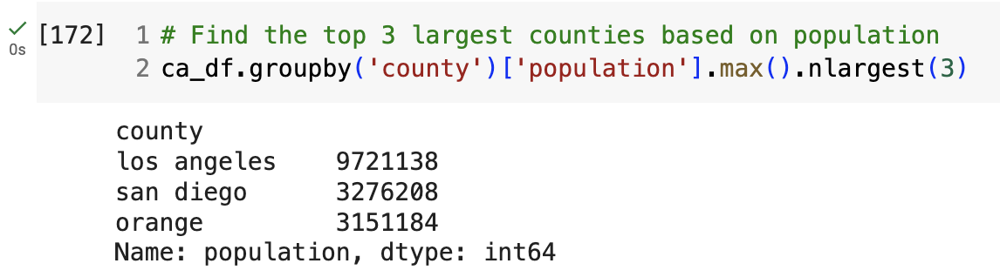 [172] 1 # Find the top 3 largest counties based on population
0s 2 ca_df.groupby('county')['population'].max().nlargest(3)
county
los angeles    9721138
san diego      3276208
orange         3151184
Name: population, dtype: int64